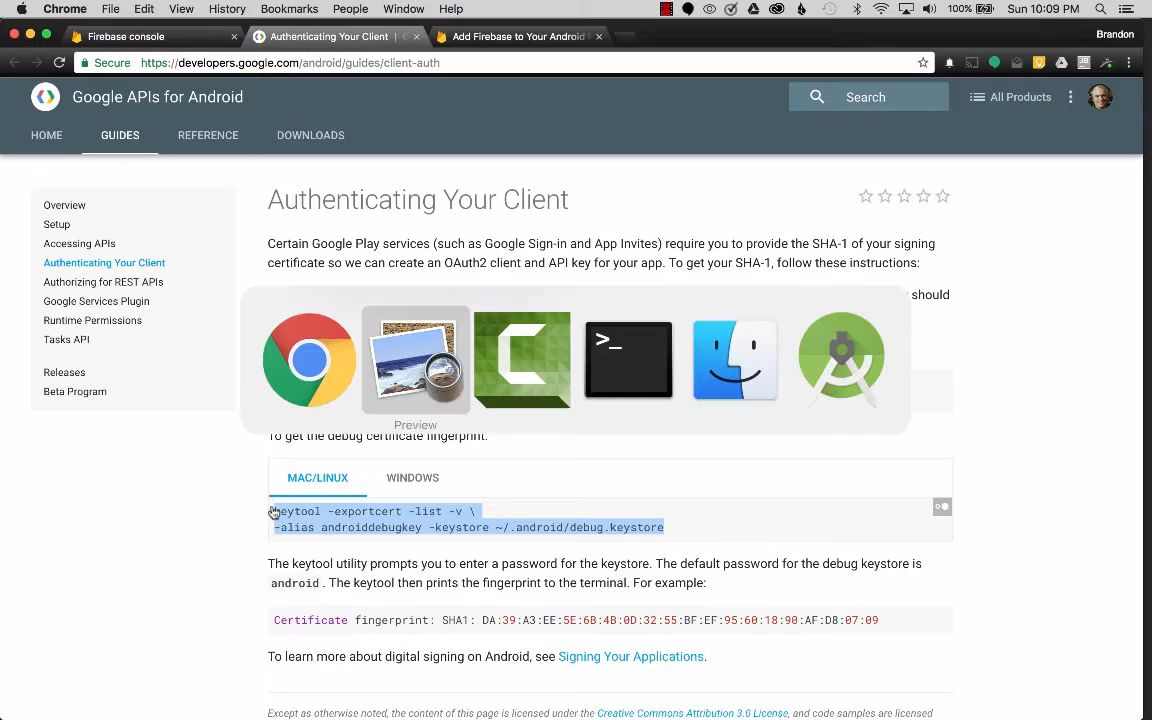 Chrome File Edit View History Bookmarks People Window Help 100% Sun 10:09 PM
Firebase console × Authenticating Your Client | × Add Firebase to Your Android × Brandon
Secure https://developers.google.com/android/guides/client-auth
Google APIs for Android Search All Products
HOME GUIDES REFERENCE DOWNLOADS
Overview
Setup
Accessing APIs
Authenticating Your Client
Authorizing for REST APIs
Google Services Plugin
Runtime Permissions
Tasks API
Releases
Beta Program
Authenticating Your Client
Certain Google Play services (such as Google Sign-in and App Invites) require you to provide the SHA-1 of your signing
certificate so we can create an OAuth2 client and API key for your app. To get your SHA-1, follow these instructions:
should
>_
Preview
To get the debug certificate fingerprint:
MAC/LINUX WINDOWS
keytool -exportcert -list -v \
-alias androiddebugkey -keystore ~/.android/debug.keystore
The keytool utility prompts you to enter a password for the keystore. The default password for the debug keystore is
android . The keytool then prints the fingerprint to the terminal. For example:
Certificate fingerprint: SHA1: DA:39:A3:EE:5E:6B:4B:0D:32:55:BF:EF:95:60:18:90:AF:D8:07:09
To learn more about digital signing on Android, see Signing Your Applications.
Except as otherwise noted, the content of this page is licensed under the Creative Commons Attribution 3.0 License, and code samples are licensed